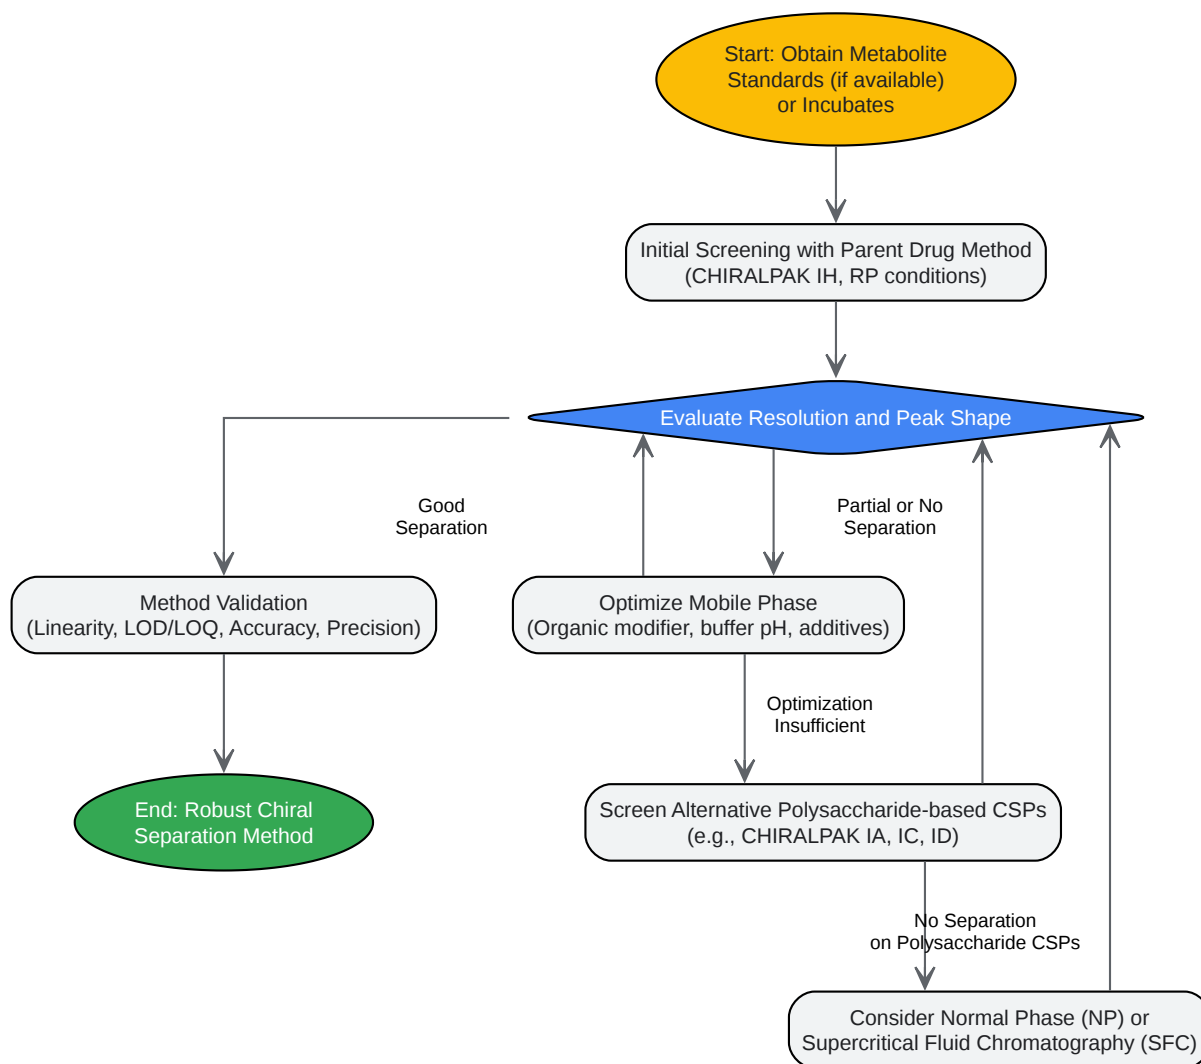 Start: Obtain Metabolite
Standards (if available)
or Incubates
Initial Screening with Parent Drug Method
(CHIRALPAK IH, RP conditions)
Evaluate Resolution and Peak Shape
Good
Separation
Partial or No
Separation
Method Validation
(Linearity, LOD/LOQ, Accuracy, Precision)
Optimize Mobile Phase
(Organic modifier, buffer pH, additives)
Optimization
Insufficient
End: Robust Chiral
Separation Method
Screen Alternative Polysaccharide-based CSPs
(e.g., CHIRALPAK IA, IC, ID)
No Separation
on Polysaccharide CSPs
Consider Normal Phase (NP) or
Supercritical Fluid Chromatography (SFC)